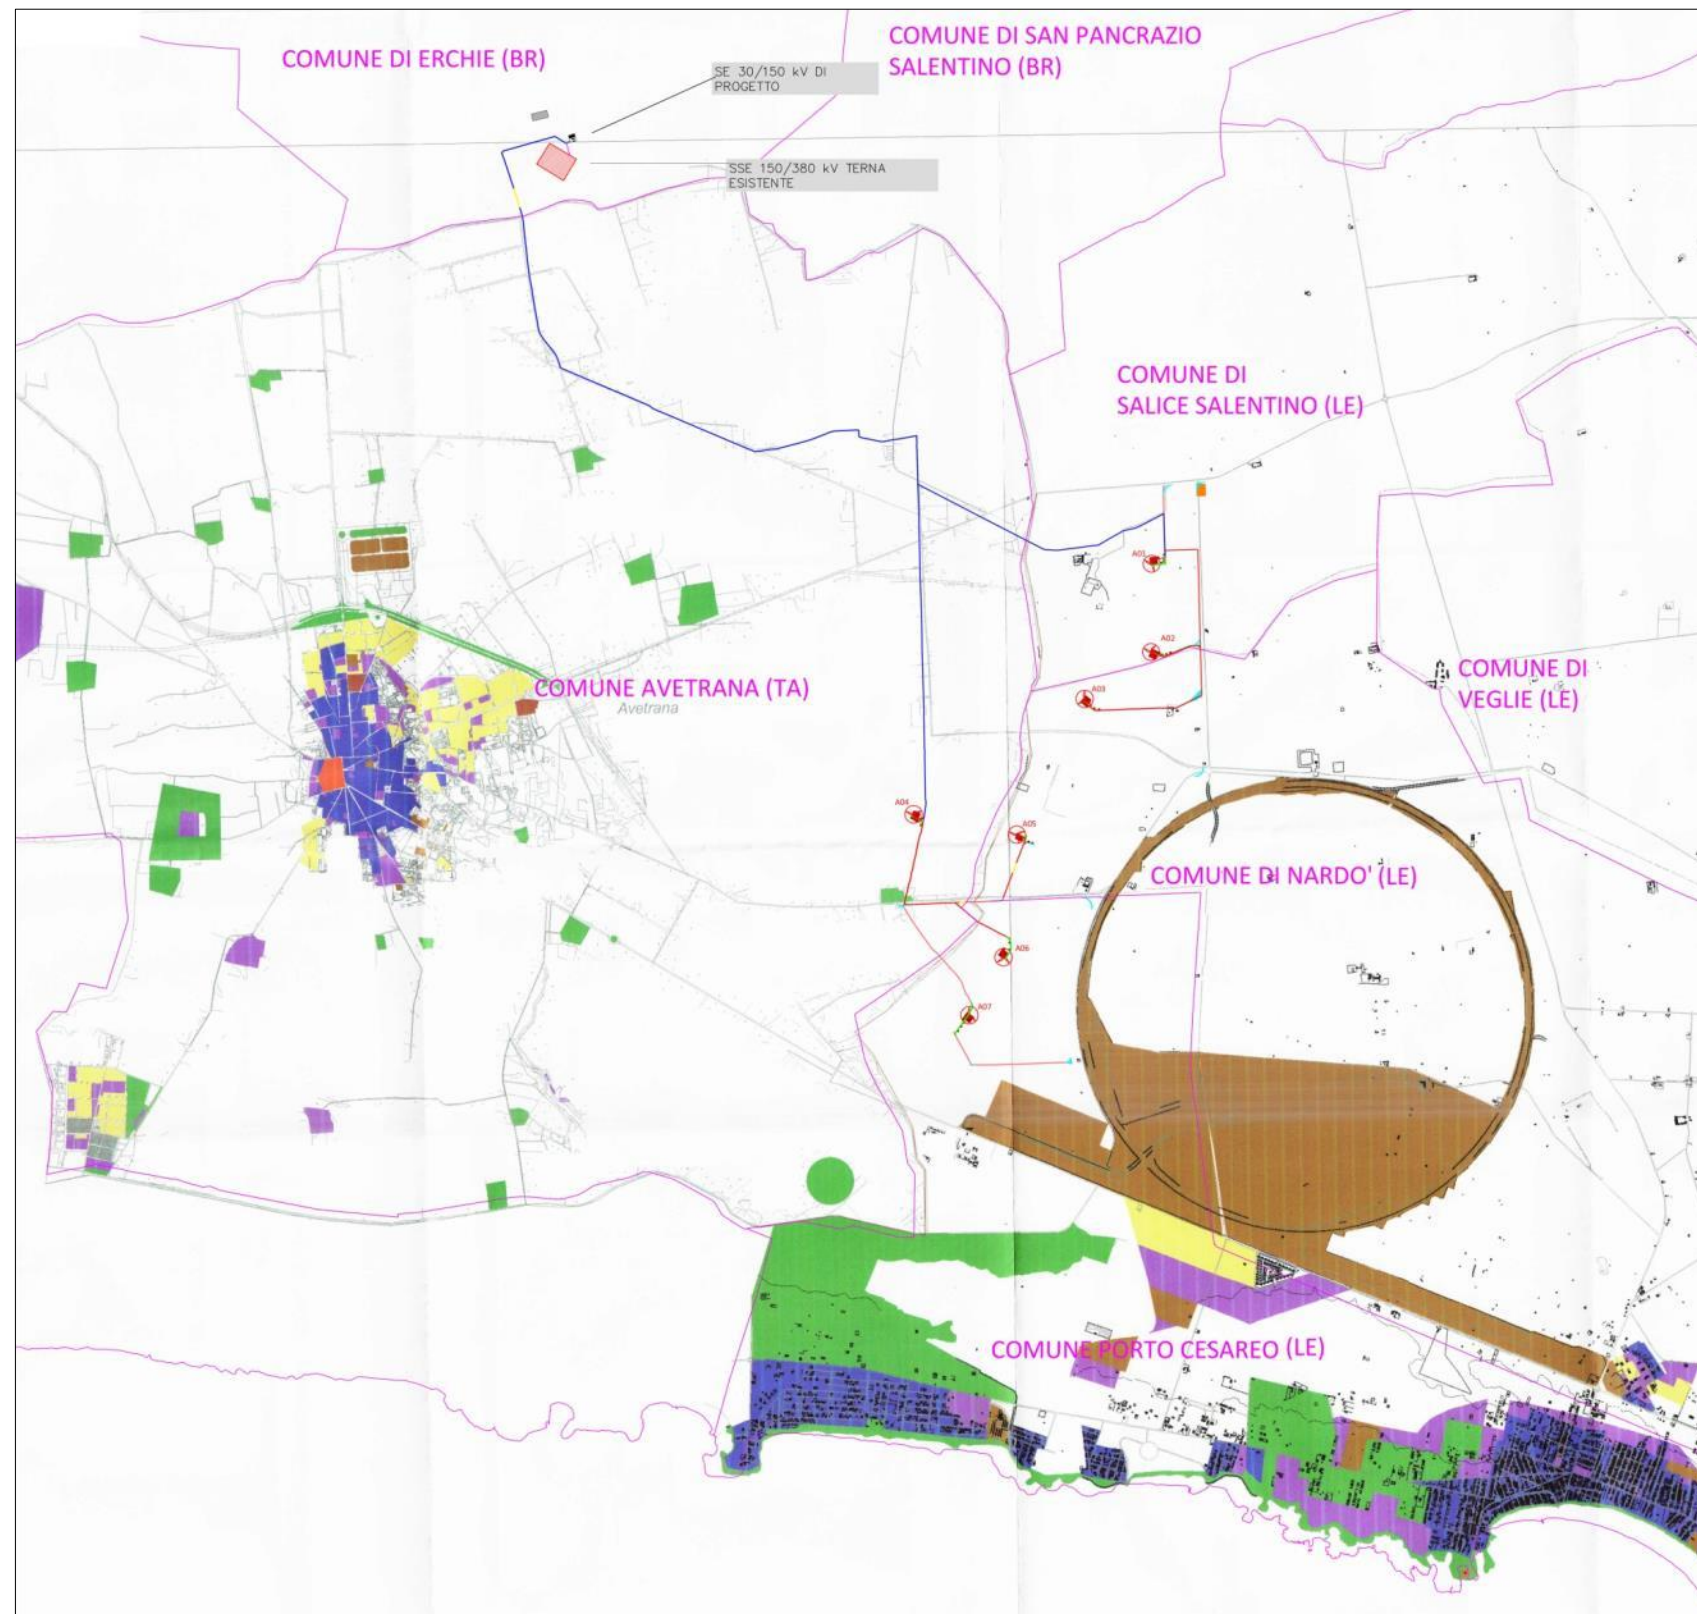 COMUNE DI ERCHIE (BR)
COMUNE DI SAN PANCRAZIO
SALENTINO (BR)
SE 30/150 kV DI
PROGETTO
SSE 150/380 kV TERNA
ESISTENTE
COMUNE DI
SALICE SALENTINO (LE)
A01
A02
A03
COMUNE DI
VEGLIE (LE)
COMUNE AVETRANA (TA)
Avetrana
A04
A05
COMUNE DI NARDO' (LE)
A06
A07
COMUNE PORTO CESAREO (LE)